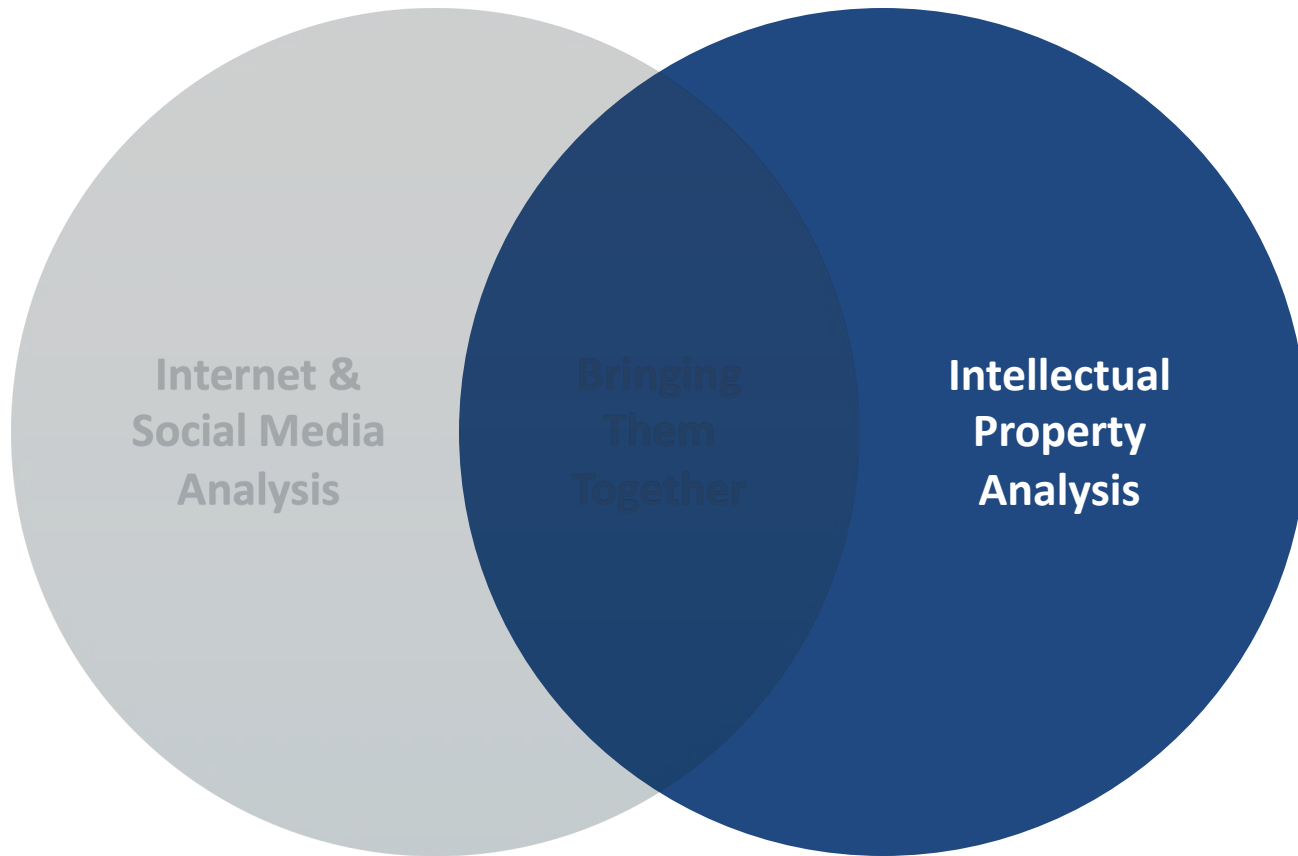 Internet &
Social Media
Analysis
Bringing
Them
Together
Intellectual
Property
Analysis